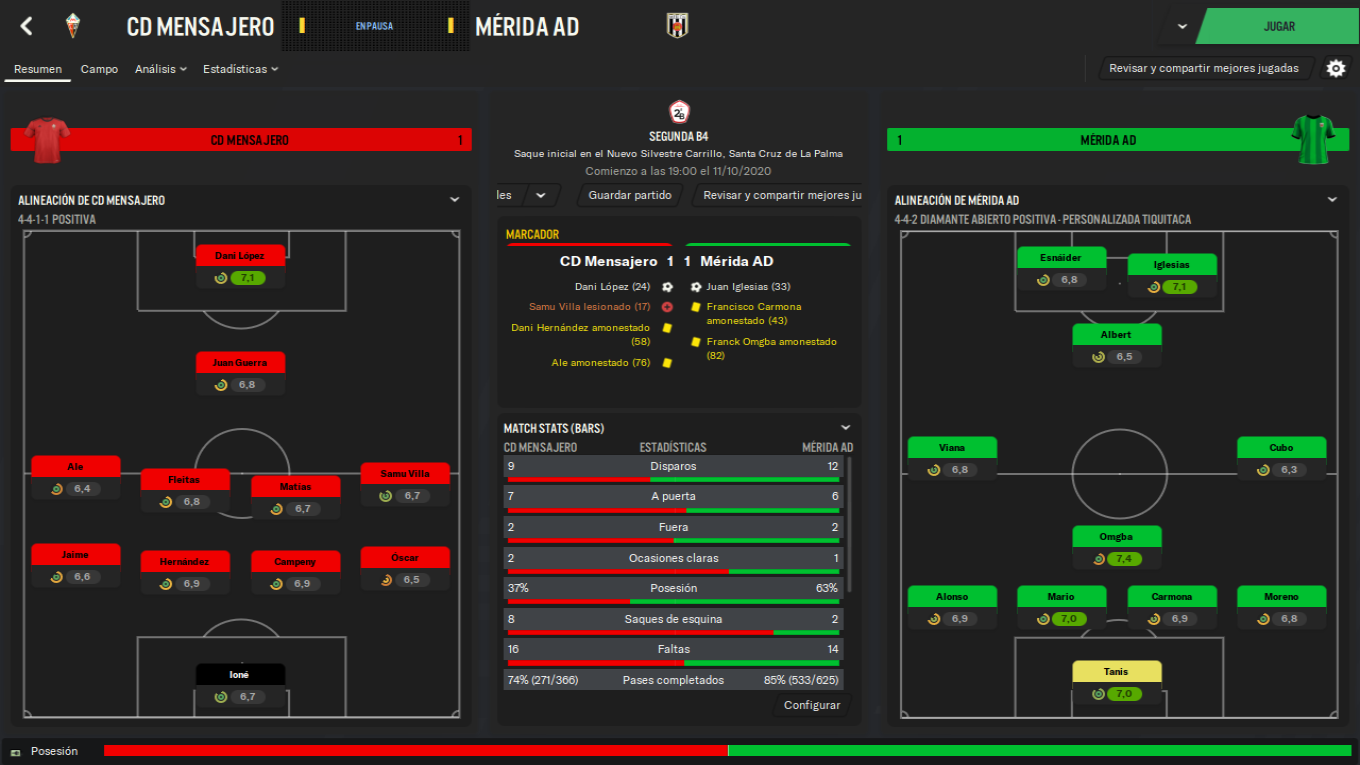 CD MENSAJERO
EN PAUSA
MÉRIDA AD
JUGAR
Resumen
Campo
Análisis
Estadísticas
Revisar y compartir mejores jugadas
CD MENSAJERO 1
2ªB
SEGUNDA B4
Saque inicial en el Nuevo Silvestre Carrillo, Santa Cruz de La Palma
Comienzo a las 19:00 el 11/10/2020
les
Guardar partido
Revisar y compartir mejores ju
1 MÉRIDA AD
ALINEACIÓN DE CD MENSAJERO
4-4-1-1 POSITIVA
Dani López
7,1
Juan Guerra
6,8
Ale
6,4
Fleitas
6,8
Matías
6,7
Samu Villa
6,7
Jaime
6,6
Hernández
6,9
Campeny
6,9
Óscar
6,5
Ioné
6,7
MARCADOR
CD Mensajero 1 1 Mérida AD
Dani López (24)
Juan Iglesias (33)
Samu Villa lesionado (17)
Francisco Carmona
amonestado (43)
Dani Hernández amonestado
(58)
Franck Omgba amonestado
(82)
Ale amonestado (76)
MATCH STATS (BARS)
CD MENSAJERO ESTADÍSTICAS MÉRIDA AD
9 Disparos 12
7 A puerta 6
2 Fuera 2
2 Ocasiones claras 1
37% Posesión 63%
8 Saques de esquina 2
16 Faltas 14
74% (271/366) Pases completados 85% (533/625)
Configurar
ALINEACIÓN DE MÉRIDA AD
4-4-2 DIAMANTE ABIERTO POSITIVA - PERSONALIZADA TIQUITACA
Esnáider
6,8
Iglesias
7,1
Albert
6,5
Viana
6,8
Cubo
6,3
Omgba
7,4
Alonso
6,9
Mario
7,0
Carmona
6,9
Moreno
6,8
Tanis
7,0
Posesión